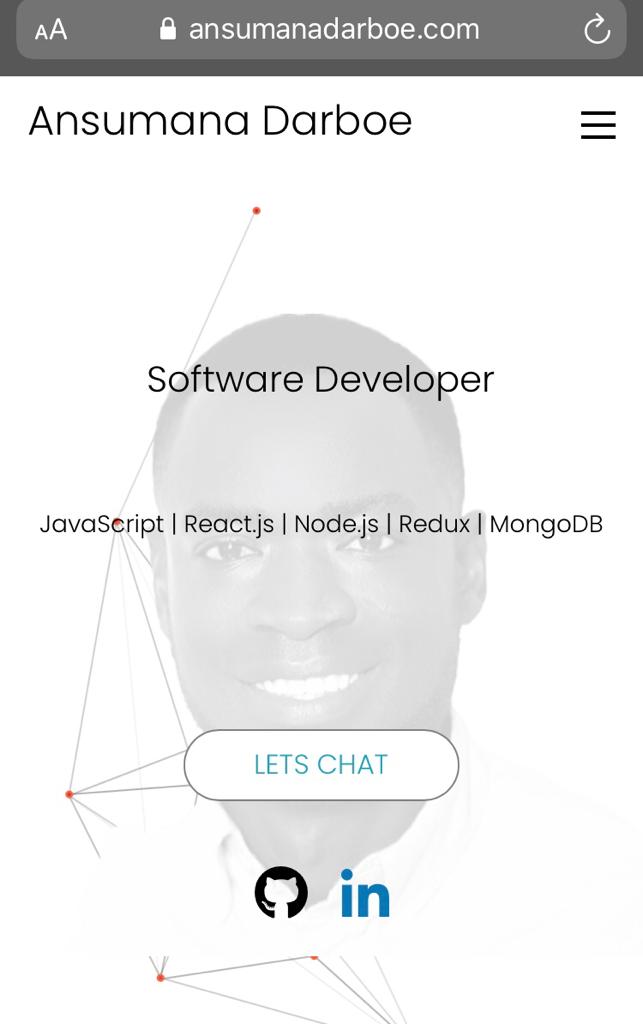 AA ansumanadarboe.com
Ansumana Darboe
Software Developer
JavaScript | React.js | Node.js | Redux | MongoDB
LETS CHAT
in